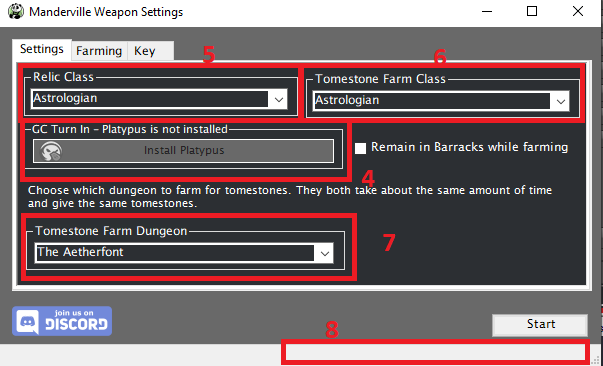 Manderville Weapon Settings
Settings Farming Key
5 6
Relic Class Tomestone Farm Class
Astrologian Astrologian
GC Turn In - Platypus is not installed
Install Platypus Remain in Barracks while farming
4
Choose which dungeon to farm for tomestones. They both take about the same amount of time
and give the same tomestones.
Tomestone Farm Dungeon 7
The Aetherfont
join us on
DISCORD
Start
8